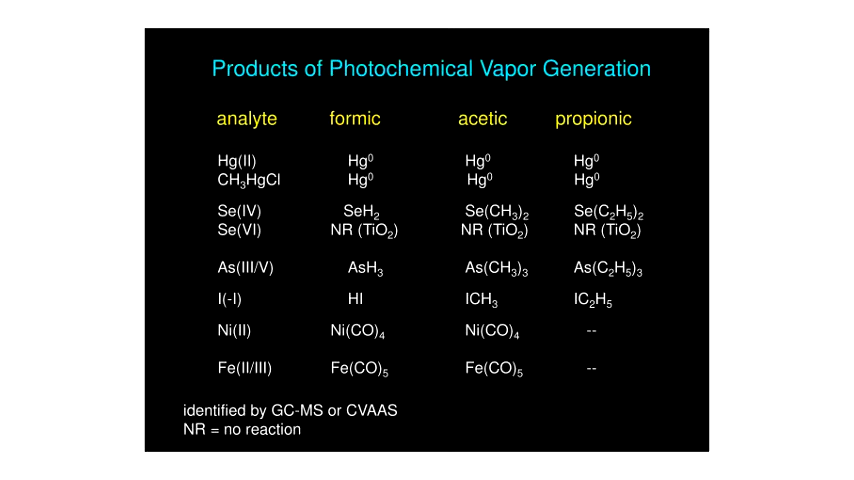 Products of Photochemical Vapor Generation
analyte formic acetic propionic
Hg(II) Hg⁰ Hg⁰ Hg⁰
CH₃HgCl Hg⁰ Hg⁰ Hg⁰
Se(IV) SeH₂ Se(CH₃)₂ Se(C₂H₅)₂
Se(VI) NR (TiO₂) NR (TiO₂) NR (TiO₂)
As(III/V) AsH₃ As(CH₃)₃ As(C₂H₅)₃
I(-I) HI ICH₃ IC₂H₅
Ni(II) Ni(CO)₄ Ni(CO)₄ --
Fe(II/III) Fe(CO)₅ Fe(CO)₅ --
identified by GC-MS or CVAAS
NR = no reaction